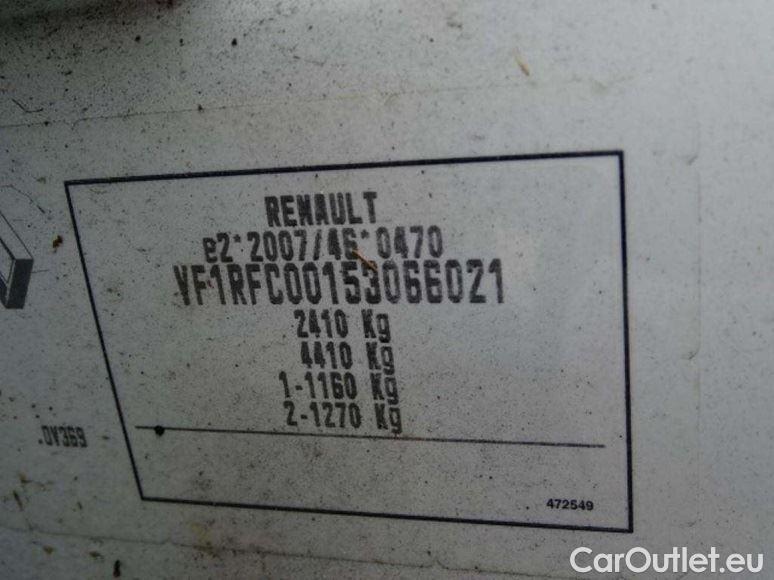 RENAULT
e2*2007/46*0470
VF1RFC00153066021
2410 Kg
4410 Kg
1-1160 Kg
2-1270 Kg
472549
CarOutlet.eu